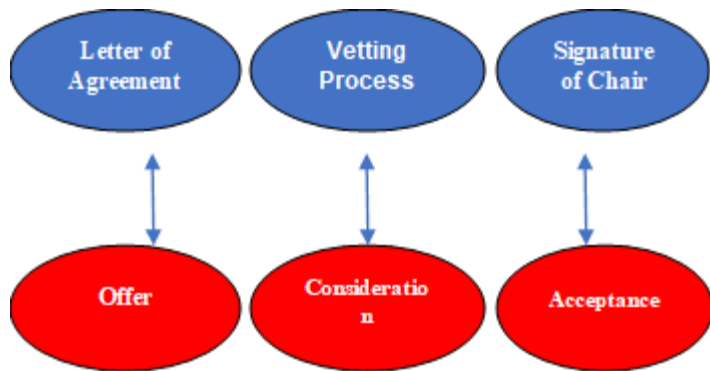 Letter of
Agreement
Vetting
Process
Signature
of Chair
Offer
Consideratio
n
Acceptance